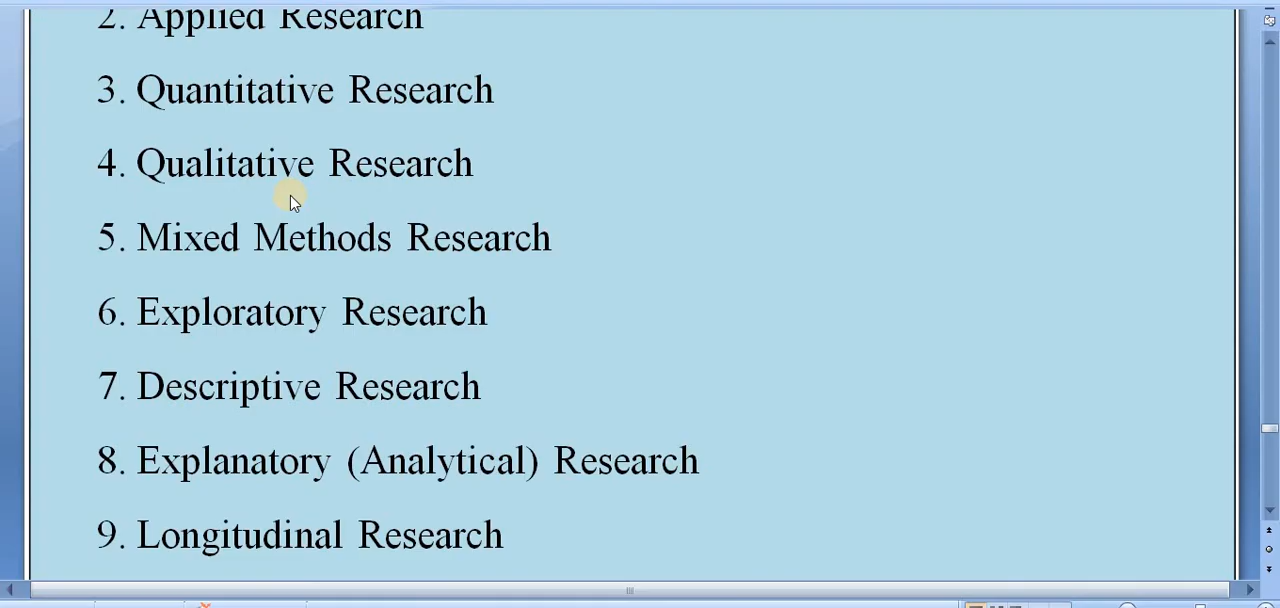 2. Applied Research
3. Quantitative Research
4. Qualitative Research
5. Mixed Methods Research
6. Exploratory Research
7. Descriptive Research
8. Explanatory (Analytical) Research
9. Longitudinal Research